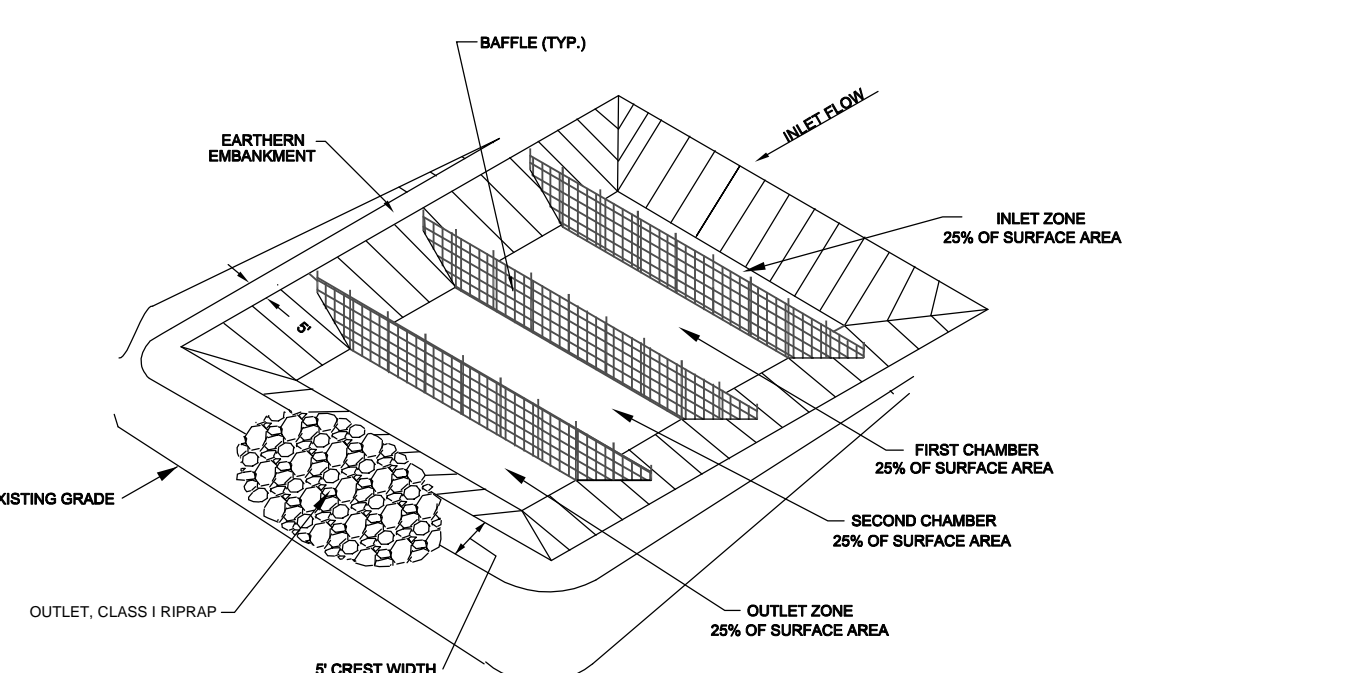 BAFFLE (TYP.)
INLET FLOW
EARTHERN
EMBANKMENT
INLET ZONE
25% OF SURFACE AREA
5'
FIRST CHAMBER
25% OF SURFACE AREA
XISTING GRADE
SECOND CHAMBER
25% OF SURFACE AREA
OUTLET, CLASS I RIPRAP
OUTLET ZONE
25% OF SURFACE AREA
5' CREST WIDTH